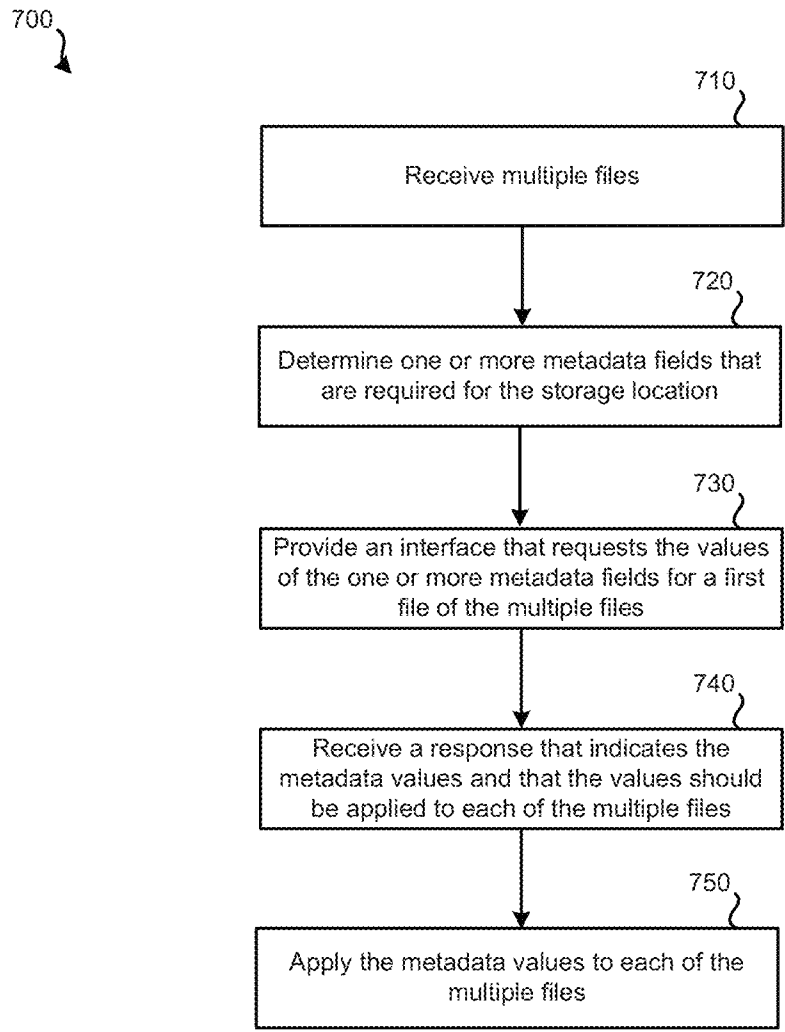 700
710
Receive multiple files
720
Determine one or more metadata fields that
are required for the storage location
730
Provide an interface that requests the values
of the one or more metadata fields for a first
file of the multiple files
740
Receive a response that indicates the
metadata values and that the values should
be applied to each of the multiple files
750
Apply the metadata values to each of the
multiple files